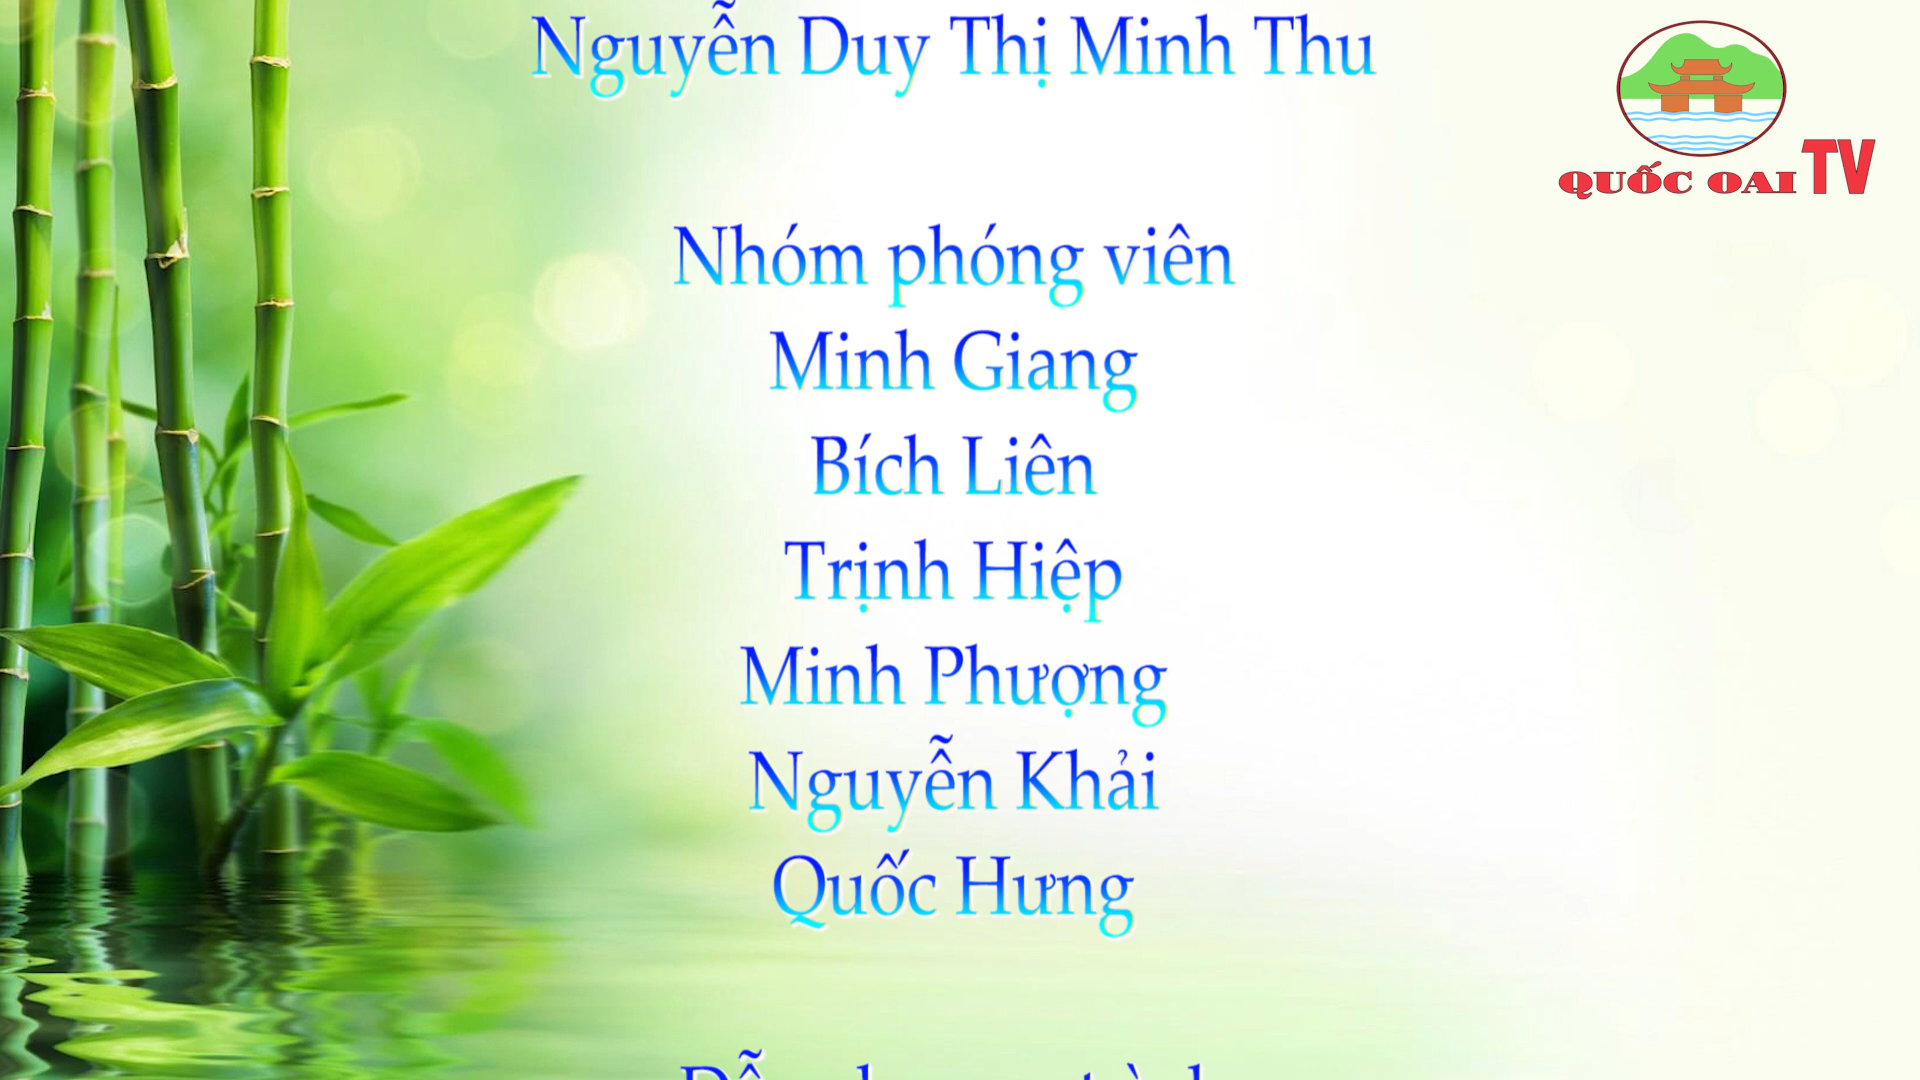 Nguyễn Duy Thị Minh Thu
QUỐC OAI TV
Nhóm phóng viên
Minh Giang
Bích Liên
Trịnh Hiệp
Minh Phượng
Nguyễn Khải
Quốc Hưng